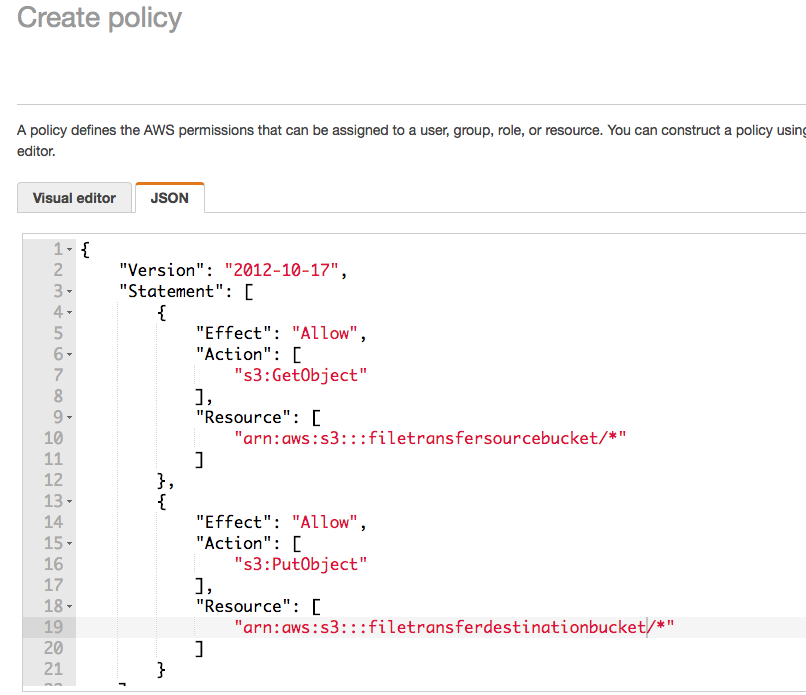 Create policy
A policy defines the AWS permissions that can be assigned to a user, group, role, or resource. You can construct a policy using
editor.
Visual editor JSON
1 {
2 "Version": "2012-10-17",
3 "Statement": [
4 {
5 "Effect": "Allow",
6 "Action": [
7 "s3:GetObject"
8 ],
9 "Resource": [
10 "arn:aws:s3:::filetransfersourcebucket/*"
11 ]
12 },
13 {
14 "Effect": "Allow",
15 "Action": [
16 "s3:PutObject"
17 ],
18 "Resource": [
19 "arn:aws:s3:::filetransferdestinationbucket/*"
20 ]
21 }